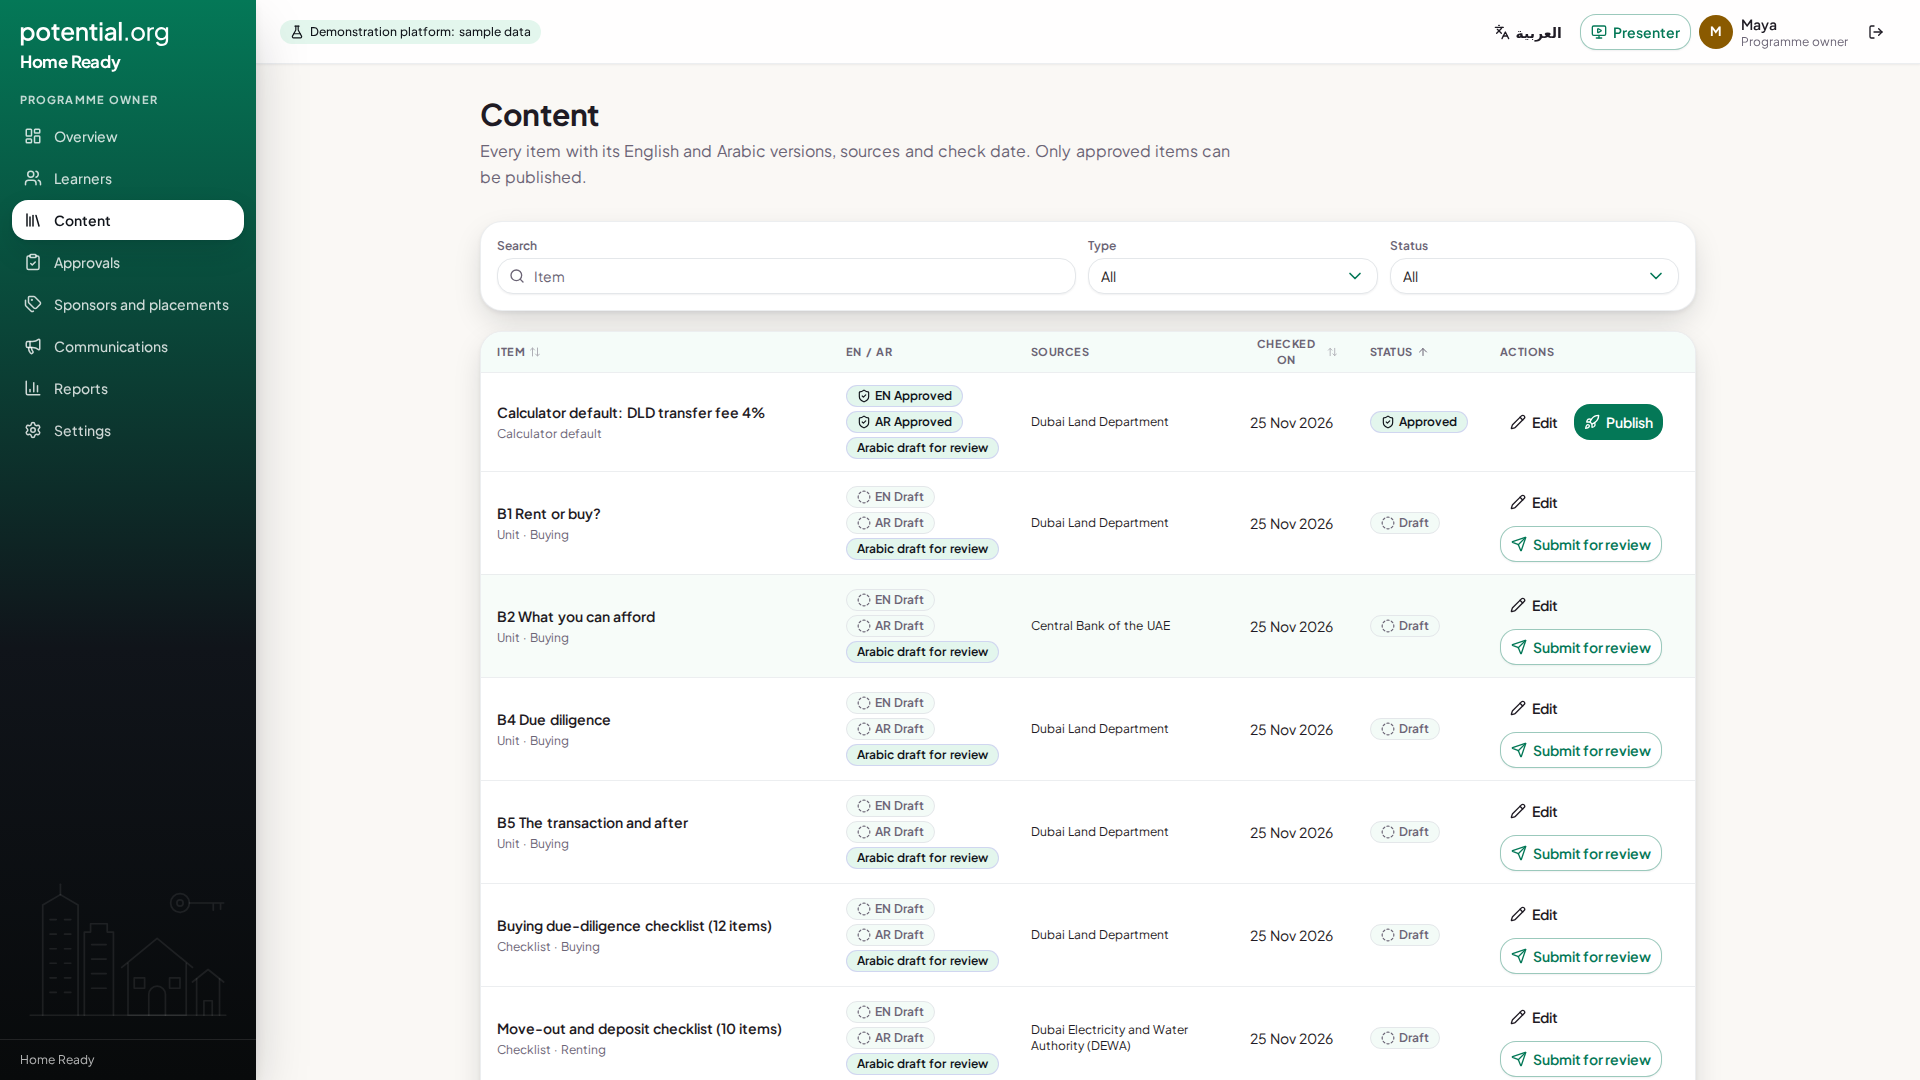 potential.org
Home Ready
PROGRAMME OWNER
Overview
Learners
Content
Approvals
Sponsors and placements
Communications
Reports
Settings
Home Ready
Demonstration platform: sample data
العربية
Presenter
M
Maya
Programme owner
Content
Every item with its English and Arabic versions, sources and check date. Only approved items can
be published.
Search
Item
Type
All
Status
All
ITEM
EN / AR
SOURCES
CHECKED
ON
STATUS
ACTIONS
Calculator default: DLD transfer fee 4%
Calculator default
EN Approved
AR Approved
Arabic draft for review
Dubai Land Department
25 Nov 2026
Approved
Edit
Publish
B1 Rent or buy?
Unit · Buying
EN Draft
AR Draft
Arabic draft for review
Dubai Land Department
25 Nov 2026
Draft
Edit
Submit for review
B2 What you can afford
Unit · Buying
EN Draft
AR Draft
Arabic draft for review
Central Bank of the UAE
25 Nov 2026
Draft
Edit
Submit for review
B4 Due diligence
Unit · Buying
EN Draft
AR Draft
Arabic draft for review
Dubai Land Department
25 Nov 2026
Draft
Edit
Submit for review
B5 The transaction and after
Unit · Buying
EN Draft
AR Draft
Arabic draft for review
Dubai Land Department
25 Nov 2026
Draft
Edit
Submit for review
Buying due-diligence checklist (12 items)
Checklist · Buying
EN Draft
AR Draft
Arabic draft for review
Dubai Land Department
25 Nov 2026
Draft
Edit
Submit for review
Move-out and deposit checklist (10 items)
Checklist · Renting
EN Draft
AR Draft
Arabic draft for review
Dubai Electricity and Water
Authority (DEWA)
25 Nov 2026
Draft
Edit
Submit for review